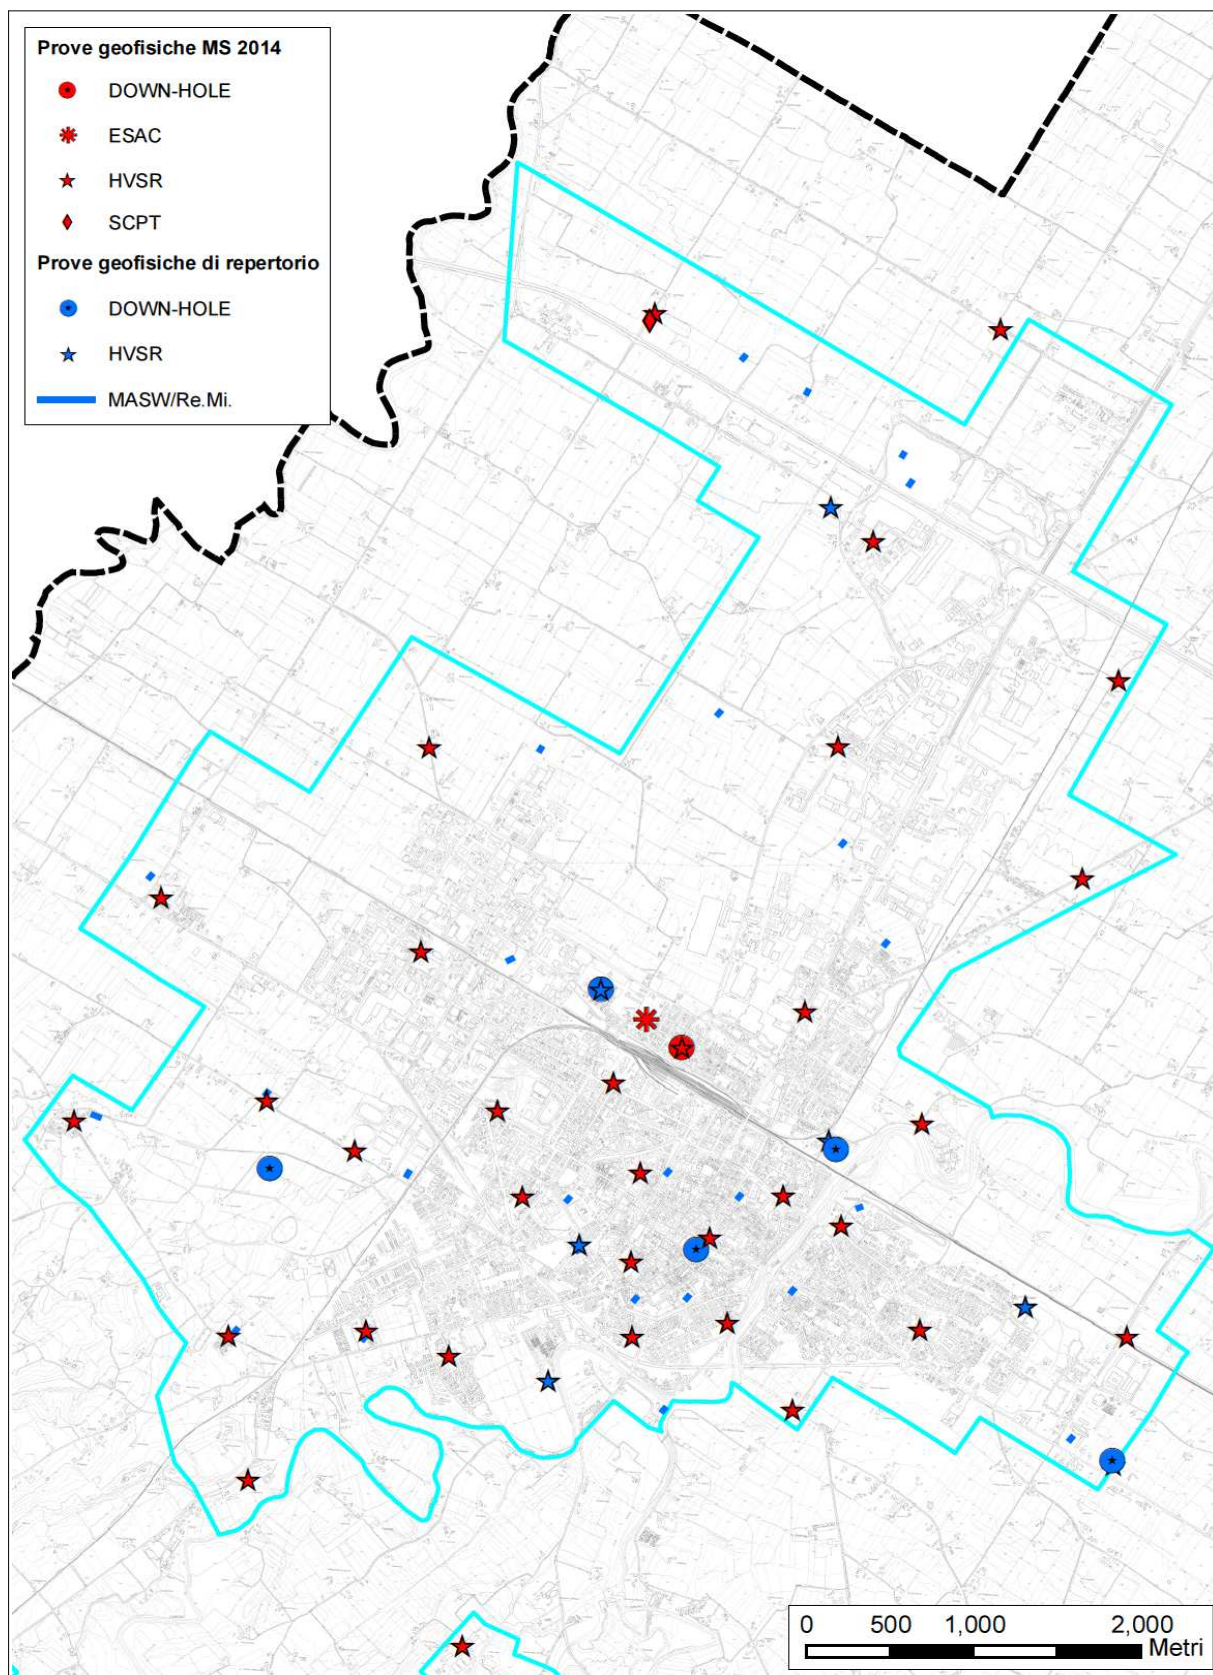 Prove geofisiche MS 2014
DOWN-HOLE
ESAC
HVSR
SCPT
Prove geofisiche di repertorio
DOWN-HOLE
HVSR
MASW/Re.Mi.
0 500 1,000 2,000
Metri